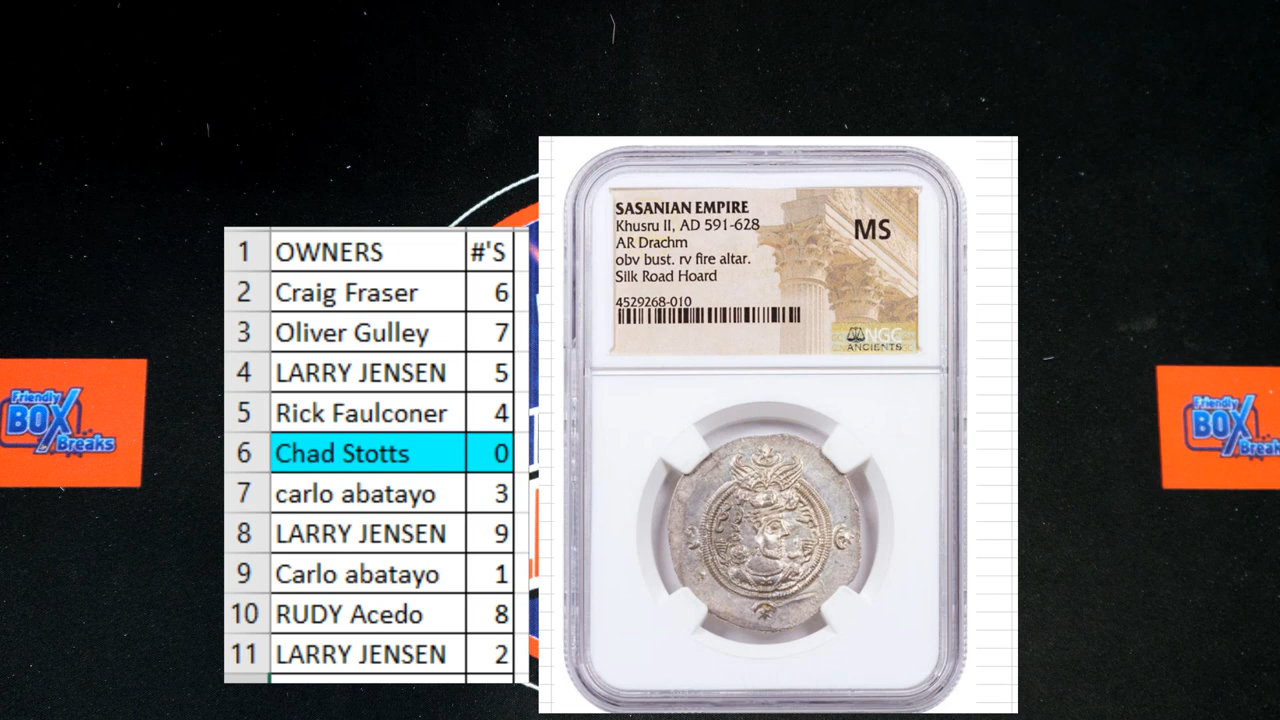 Friendly
BOX
Breaks
1 OWNERS #'S
2 Craig Fraser 6
3 Oliver Gulley 7
4 LARRY JENSEN 5
5 Rick Faulconer 4
6 Chad Stotts 0
7 carlo abatayo 3
8 LARRY JENSEN 9
9 Carlo abatayo 1
10 RUDY Acedo 8
11 LARRY JENSEN 2
SASANIAN EMPIRE
Khusru II, AD 591-628
AR Drachm
obv bust. rv fire altar.
Silk Road Hoard
4529268-010
MS
NGC
ANCIENTS
Friendly
BOX
Breaks